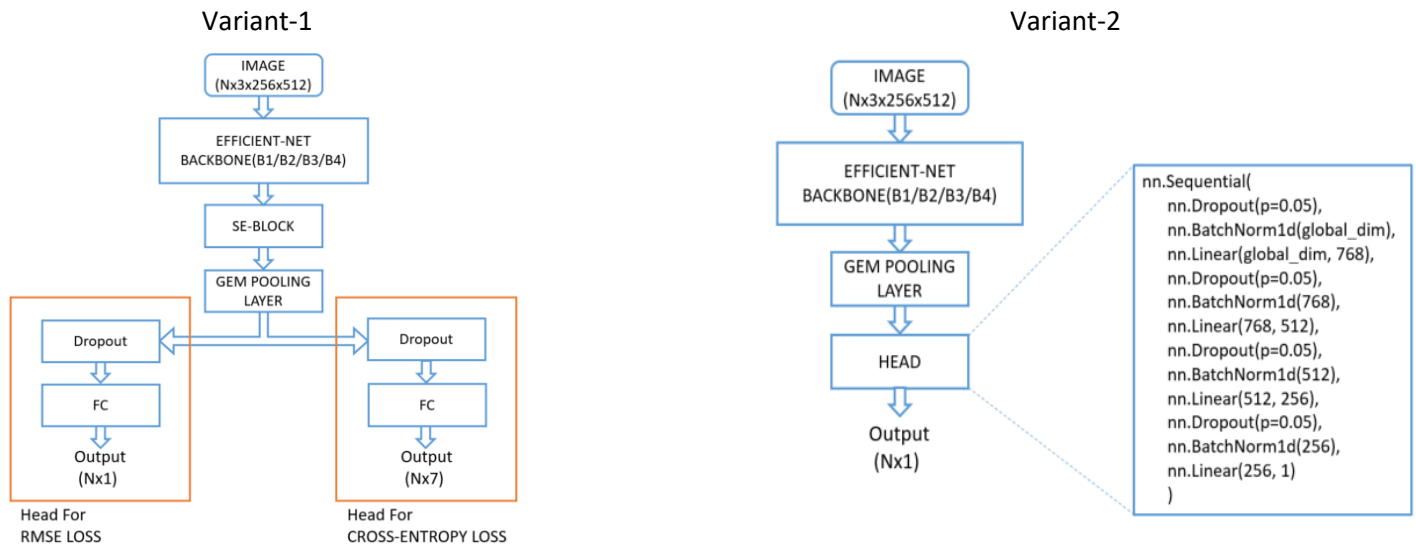 Variant-1
IMAGE
(Nx3x256x512)
EFFICIENT-NET
BACKBONE(B1/B2/B3/B4)
SE-BLOCK
GEM POOLING
LAYER
Dropout
FC
Output
(Nx1)
Head For
RMSE LOSS
Dropout
FC
Output
(Nx7)
Head For
CROSS-ENTROPY LOSS
Variant-2
IMAGE
(Nx3x256x512)
EFFICIENT-NET
BACKBONE(B1/B2/B3/B4)
GEM POOLING
LAYER
HEAD
Output
(Nx1)
nn.Sequential(
nn.Dropout(p=0.05),
nn.BatchNorm1d(global_dim),
nn.Linear(global_dim, 768),
nn.Dropout(p=0.05),
nn.BatchNorm1d(768),
nn.Linear(768, 512),
nn.Dropout(p=0.05),
nn.BatchNorm1d(512),
nn.Linear(512, 256),
nn.Dropout(p=0.05),
nn.BatchNorm1d(256),
nn.Linear(256, 1)
)